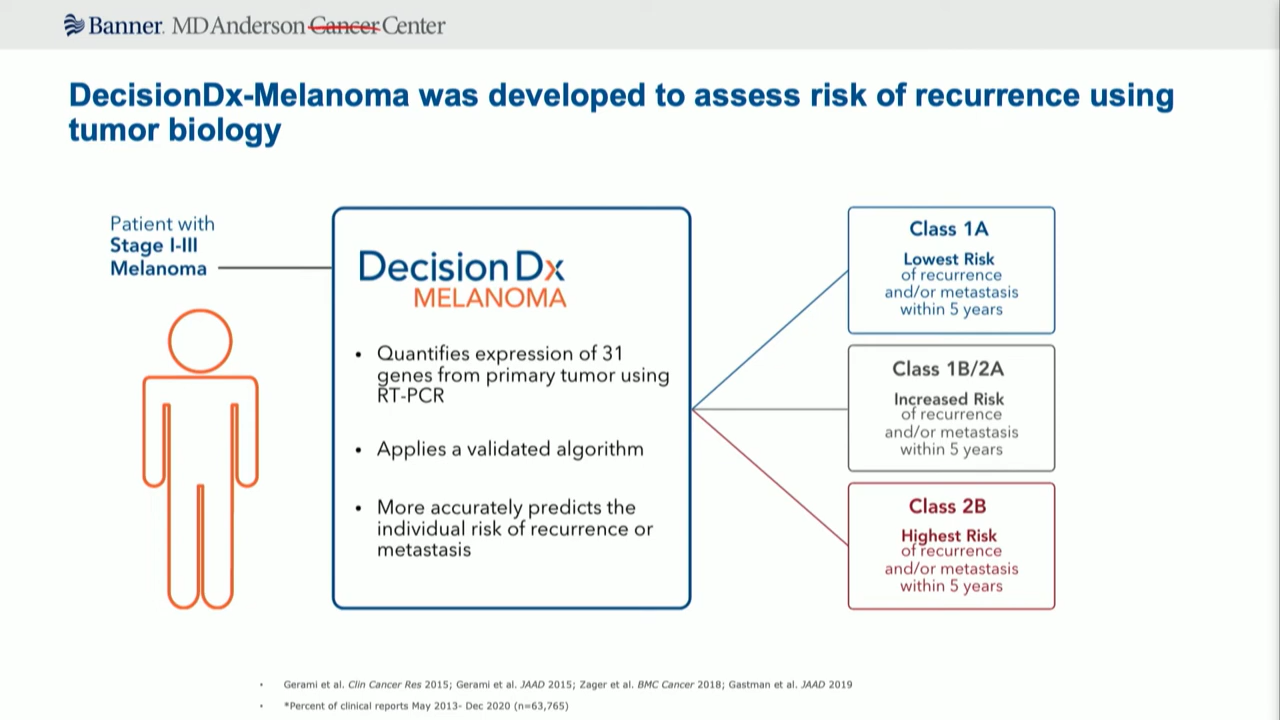 Banner. MD Anderson Cancer Center
DecisionDx-Melanoma was developed to assess risk of recurrence using
tumor biology
Patient with
Stage I-III
Melanoma
DecisionDx
MELANOMA
• Quantifies expression of 31
genes from primary tumor using
RT-PCR
• Applies a validated algorithm
• More accurately predicts the
individual risk of recurrence or
metastasis
Class 1A
Lowest Risk
of recurrence
and/or metastasis
within 5 years
Class 1B/2A
Increased Risk
of recurrence
and/or metastasis
within 5 years
Class 2B
Highest Risk
of recurrence
and/or metastasis
within 5 years
• Gerami et al. Clin Cancer Res 2015; Gerami et al. JAAD 2015; Zager et al. BMC Cancer 2018; Gastman et al. JAAD 2019
• *Percent of clinical reports May 2013- Dec 2020 (n=63,765)